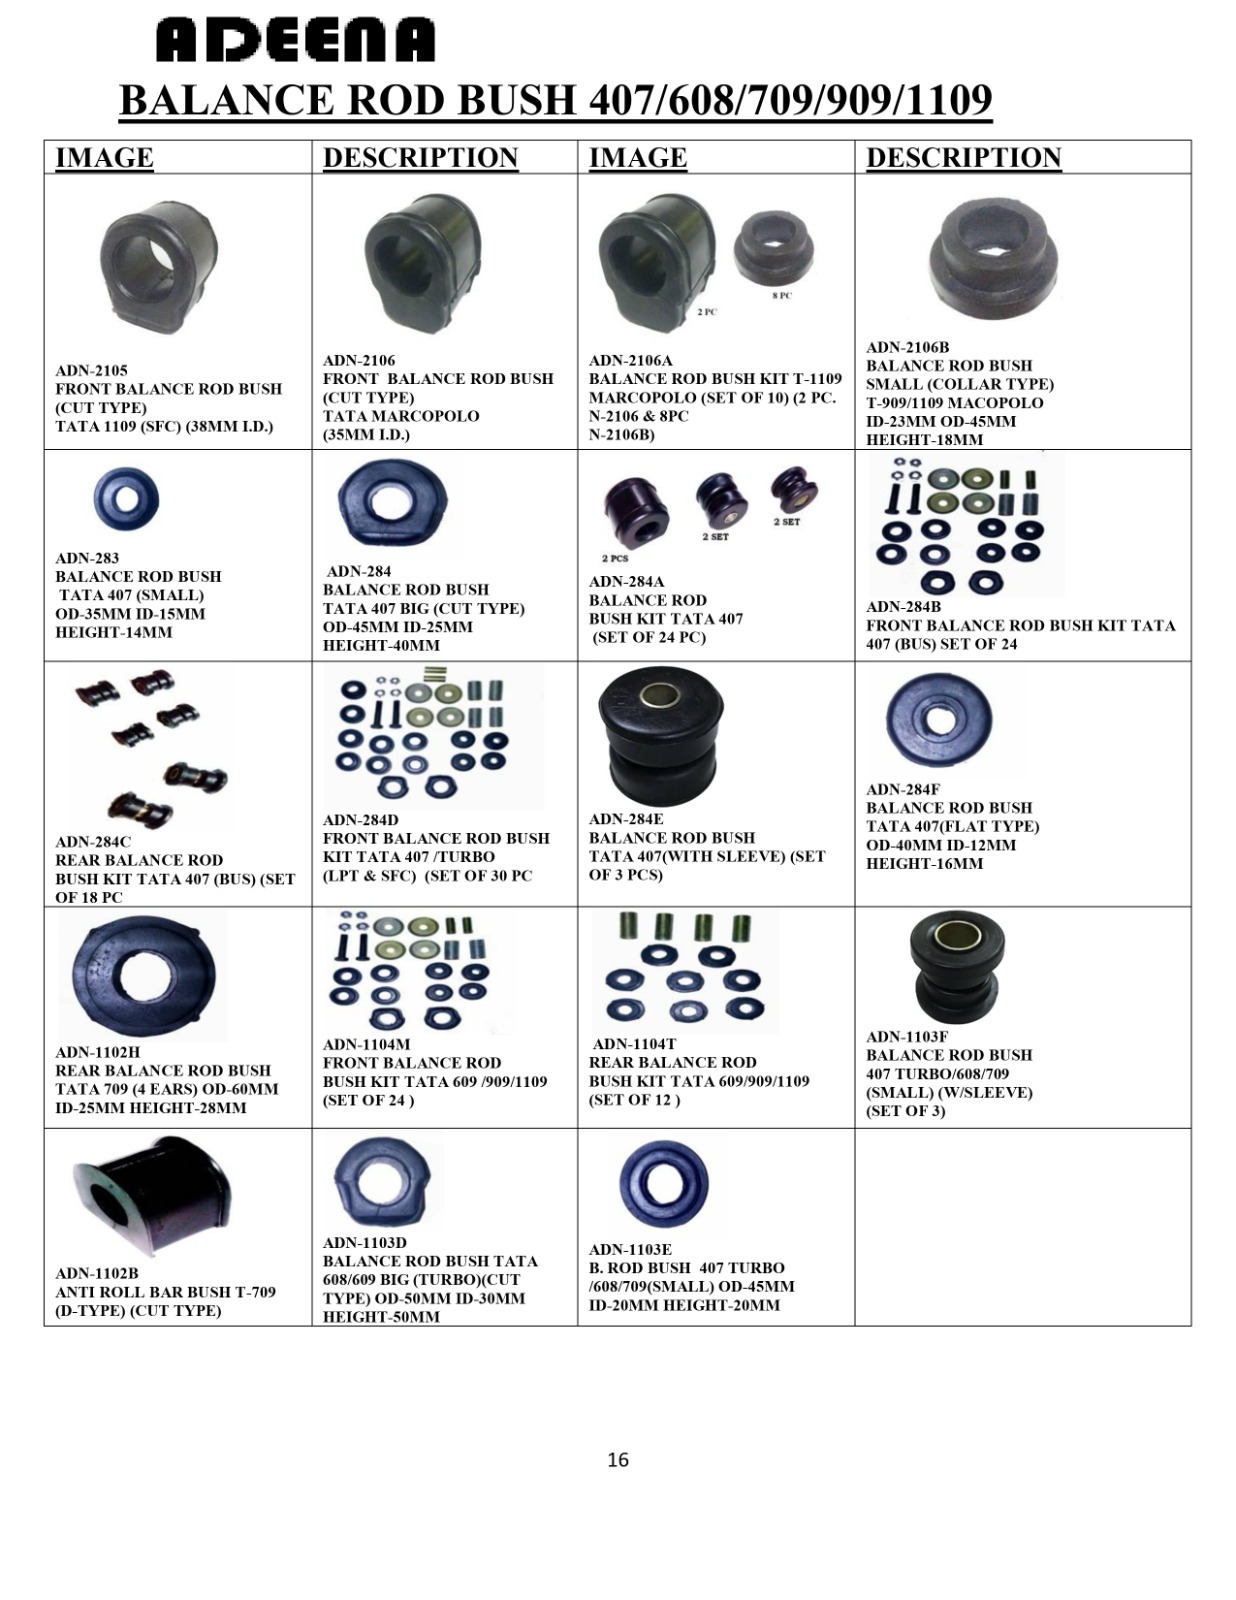 ADEENA
BALANCE ROD BUSH 407/608/709/909/1109
IMAGE
DESCRIPTION
IMAGE
DESCRIPTION
ADN-2105
FRONT BALANCE ROD BUSH
(CUT TYPE)
TATA 1109 (SFC) (38MM I.D.)
ADN-2106
FRONT BALANCE ROD BUSH
(CUT TYPE)
TATA MARCOPOLO
(35MM I.D.)
2 PC
8 PC
ADN-2106A
BALANCE ROD BUSH KIT T-1109
MARCOPOLO (SET OF 10) (2 PC.
N-2106 & 8PC
N-2106B)
ADN-2106B
BALANCE ROD BUSH
SMALL (COLLAR TYPE)
T-909/1109 MACOPOLO
ID-23MM OD-45MM
HEIGHT-18MM
ADN-283
BALANCE ROD BUSH
TATA 407 (SMALL)
OD-35MM ID-15MM
HEIGHT-14MM
ADN-284
BALANCE ROD BUSH
TATA 407 BIG (CUT TYPE)
OD-45MM ID-25MM
HEIGHT-40MM
2 PCS
2 SET
2 SET
ADN-284A
BALANCE ROD
BUSH KIT TATA 407
(SET OF 24 PC)
ADN-284B
FRONT BALANCE ROD BUSH KIT TATA
407 (BUS) SET OF 24
ADN-284C
REAR BALANCE ROD
BUSH KIT TATA 407 (BUS) (SET
OF 18 PC
ADN-284D
FRONT BALANCE ROD BUSH
KIT TATA 407 /TURBO
(LPT & SFC) (SET OF 30 PC
ADN-284E
BALANCE ROD BUSH
TATA 407(WITH SLEEVE) (SET
OF 3 PCS)
ADN-284F
BALANCE ROD BUSH
TATA 407(FLAT TYPE)
OD-40MM ID-12MM
HEIGHT-16MM
ADN-1102H
REAR BALANCE ROD BUSH
TATA 709 (4 EARS) OD-60MM
ID-25MM HEIGHT-28MM
ADN-1104M
FRONT BALANCE ROD
BUSH KIT TATA 609 /909/1109
(SET OF 24 )
ADN-1104T
REAR BALANCE ROD
BUSH KIT TATA 609/909/1109
(SET OF 12 )
ADN-1103F
BALANCE ROD BUSH
407 TURBO/608/709
(SMALL) (W/SLEEVE)
(SET OF 3)
ADN-1102B
ANTI ROLL BAR BUSH T-709
(D-TYPE) (CUT TYPE)
ADN-1103D
BALANCE ROD BUSH TATA
608/609 BIG (TURBO)(CUT
TYPE) OD-50MM ID-30MM
HEIGHT-50MM
ADN-1103E
B. ROD BUSH 407 TURBO
/608/709(SMALL) OD-45MM
ID-20MM HEIGHT-20MM
16